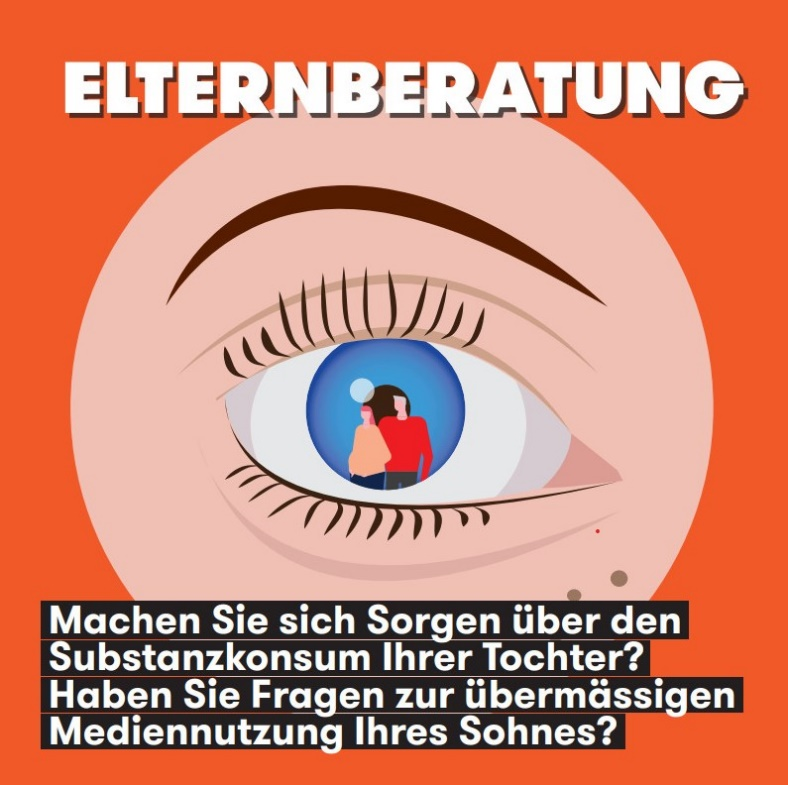 ELTERNBERATUNG
Machen Sie sich Sorgen über den
Substanzkonsum Ihrer Tochter?
Haben Sie Fragen zur übermässigen
Mediennutzung Ihres Sohnes?